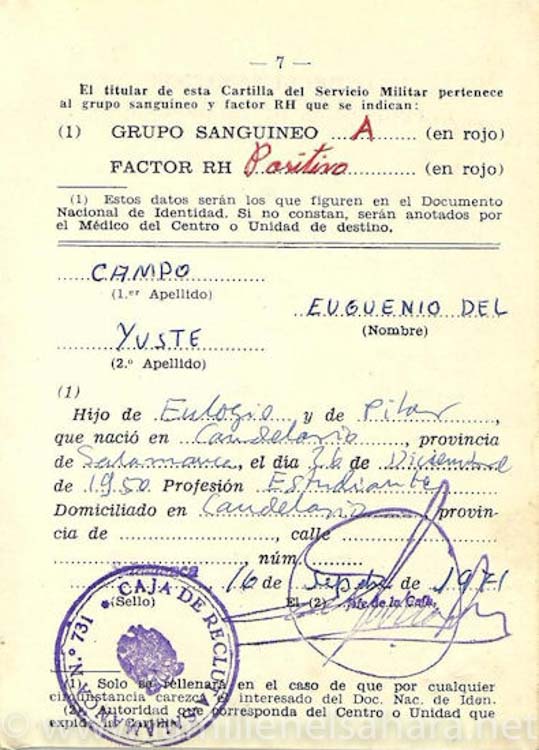 — 7 —
El titular de esta Cartilla del Servicio Militar pertenece
al grupo sanguíneo y factor RH que se indican:
(1) GRUPO SANGUINEO ....A........ (en rojo)
FACTOR RH Positivo............. (en rojo)
(1) Estos datos serán los que figuren en el Documento
Nacional de Identidad. Si no constan, serán anotados por
el Médico del Centro o Unidad de destino.
CAMPO
(1.er Apellido)
EUGUENIO DEL
(Nombre)
YUSTE
(2.º Apellido)
(1)
Hijo de Eulogio y de Pilar,
que nació en Candelario, provincia
de Salamanca, el día 26 de Diciembre
de 1950 Profesión Estudiante
Domiciliado en Candelario, provin-
cia de ..............., calle ...............
..............., núm. ...............
Salamanca 16 de Septbre de 1971
(Sello) El (2) Jefe de la Caja,
CAJA DE RECLUTA
N.º 731
(1) Solo se rellenará en el caso de que por cualquier
circunstancia carezca el interesado del Doc. Nac. de Iden.
(2) Autoridad que corresponda del Centro o Unidad que
expide la Cartilla.